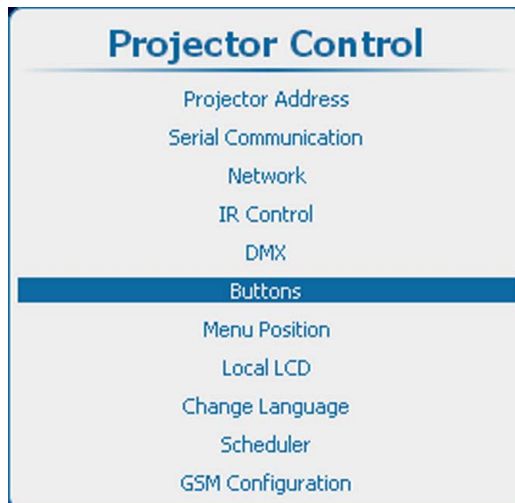 Projector Control
Projector Address
Serial Communication
Network
IR Control
DMX
Buttons
Menu Position
Local LCD
Change Language
Scheduler
GSM Configuration